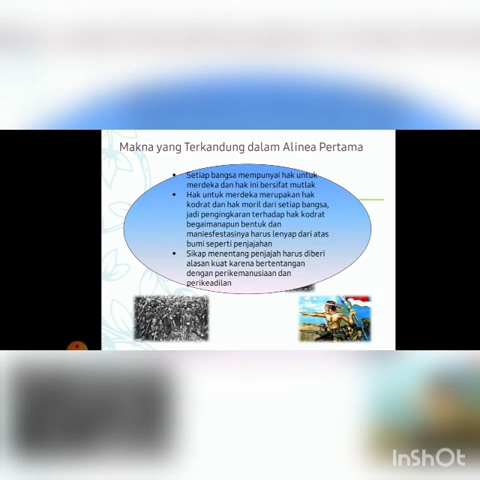 Makna yang Terkandung dalam Alinea Pertama
• Setiap bangsa mempunyai hak untuk
merdeka dan hak ini bersifat mutlak
• Hak untuk merdeka merupakan hak
kodrat dan hak moril dari setiap bangsa,
jadi pengingkaran terhadap hak kodrat
begaimanapun bentuk dan
maniesfestasinya harus lenyap dari atas
bumi seperti penjajahan
• Sikap menentang penjajah harus diberi
alasan kuat karena bertentangan
dengan perikemanusiaan dan
perikeadilan
InShOt